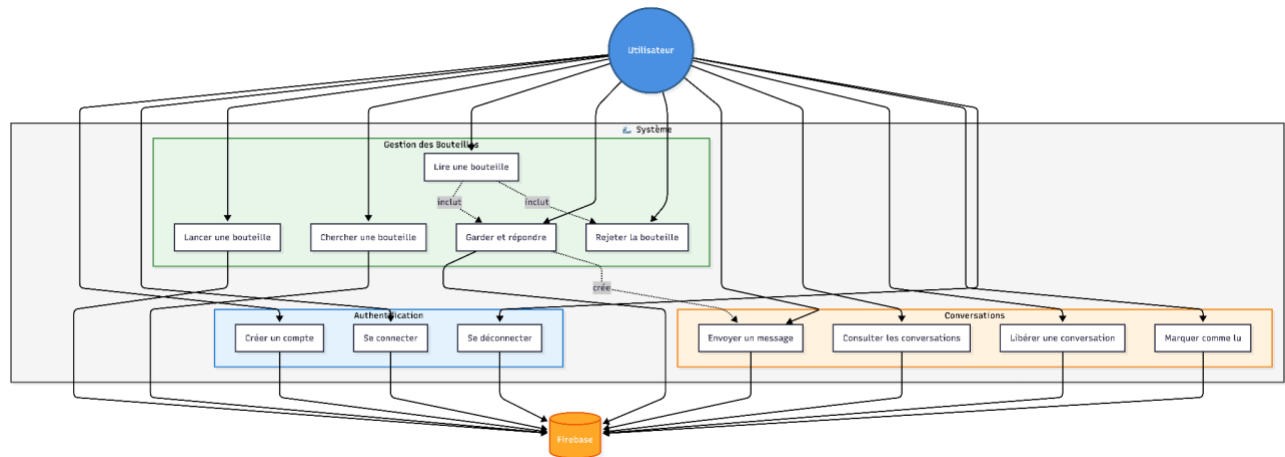 Utilisateur
Système
Gestion des Bouteilles
Lire une bouteille
inclut
inclut
Lancer une bouteille
Chercher une bouteille
Garder et répondre
Rejeter la bouteille
crée
Authentification
Conversations
Créer un compte
Se connecter
Se déconnecter
Envoyer un message
Consulter les conversations
Libérer une conversation
Marquer comme lu
Firebase